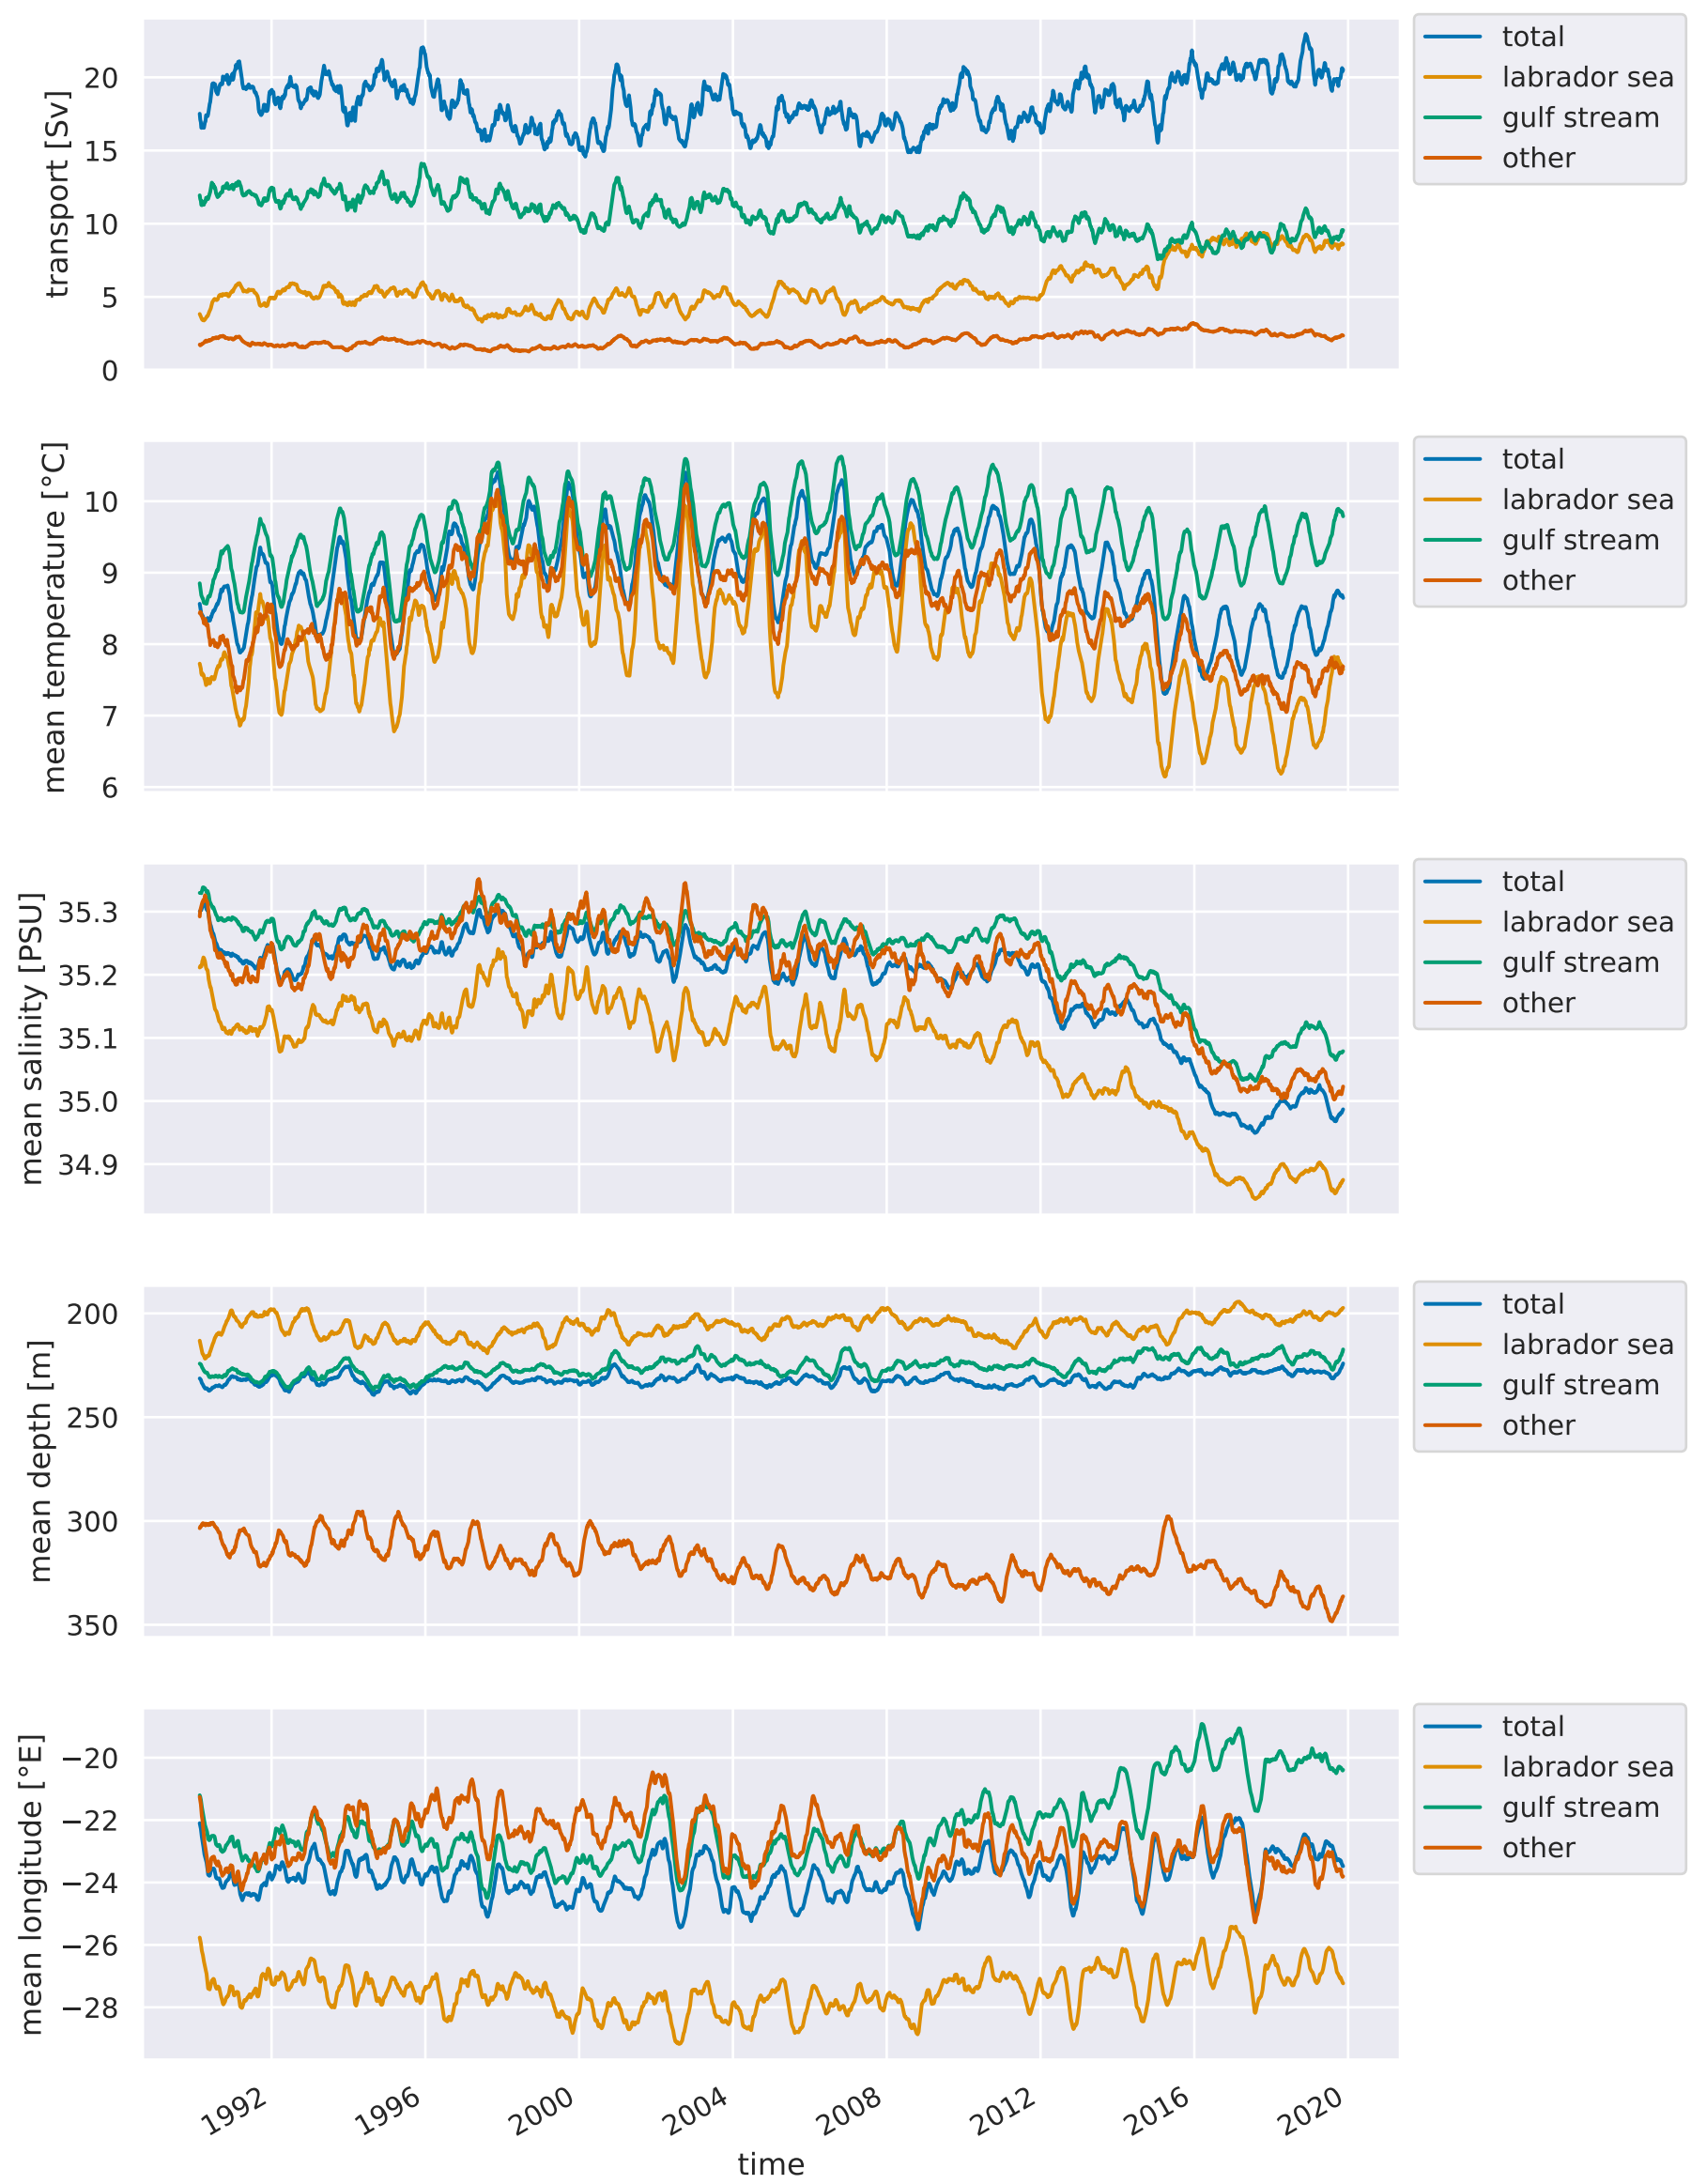 transport [Sv]
20
15
10
5
0
total
labrador sea
gulf stream
other
mean temperature [°C]
10
9
8
7
6
total
labrador sea
gulf stream
other
mean salinity [PSU]
35.3
35.2
35.1
35.0
34.9
total
labrador sea
gulf stream
other
mean depth [m]
200
250
300
350
total
labrador sea
gulf stream
other
mean longitude [°E]
−20
−22
−24
−26
−28
total
labrador sea
gulf stream
other
1992 1996 2000 2004 2008 2012 2016 2020
time